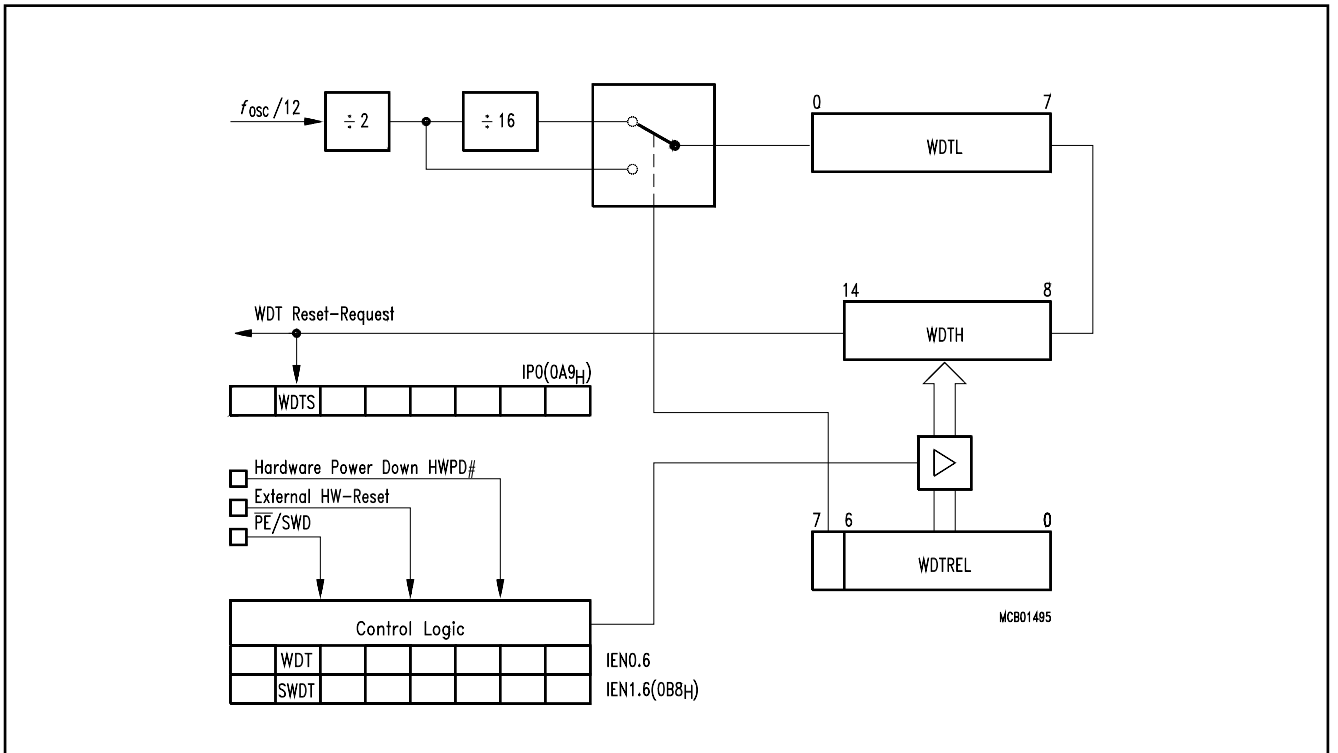 fOSC/12
÷ 2
÷ 16
0 7
WDTL
14 8
WDT Reset-Request
WDTH
IP0(0A9H)
WDTS
Hardware Power Down HWPD#
External HW-Reset
PE/SWD
7 6 0
WDTREL
MCB01495
Control Logic
WDT IEN0.6
SWDT IEN1.6(0B8H)